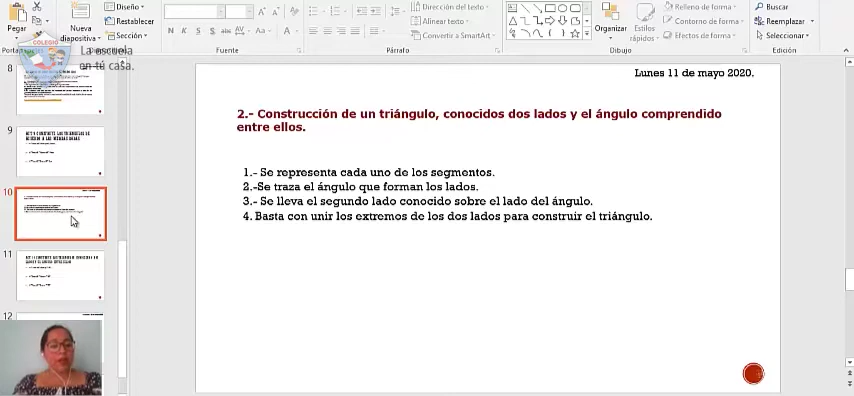 Pegar
Nueva
diapositiva
Diseño
Restablecer
Sección
Dirección del texto
Alinear texto
Convertir a SmartArt
Organizar
Estilos
rápidos
Relleno de forma
Contorno de forma
Efectos de forma
Buscar
Reemplazar
Seleccionar
N K S S abc AV Aa A
Fuente
Párrafo
Dibujo
Edición
COLEGIO
La escuela
en tú casa.
8
9
10
11
12
Lunes 11 de mayo 2020.
2.- Construcción de un triángulo, conocidos dos lados y el ángulo comprendido
entre ellos.
1.- Se representa cada uno de los segmentos.
2.-Se traza el ángulo que forman los lados.
3.- Se lleva el segundo lado conocido sobre el lado del ángulo.
4. Basta con unir los extremos de los dos lados para construir el triángulo.